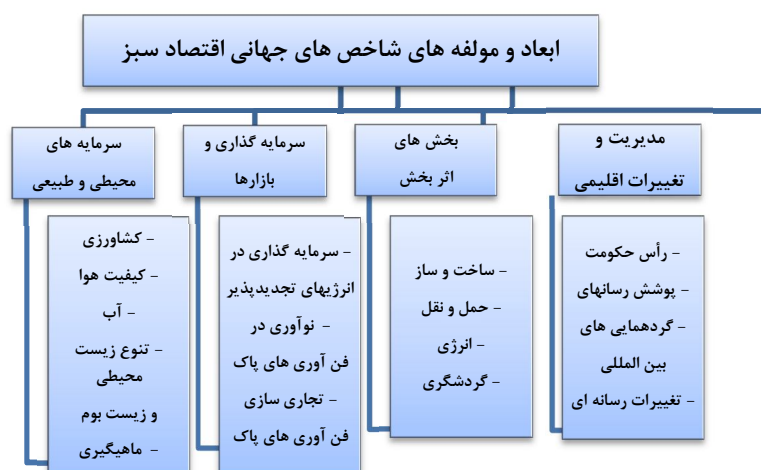 ابعاد و مولفه های شاخص های جهانی اقتصاد سبز
مدیریت و
تغییرات اقلیمی
- رأس حکومت
- پوشش رسانهای
- گردهمایی های
بین المللی
- تغییرات رسانه ای
بخش های
اثر بخش
- ساخت و ساز
- حمل و نقل
- انرژی
- گردشگری
سرمایه گذاری و
بازارها
- سرمایه گذاری در
انرژیهای تجدیدپذیر
- نوآوری در
فن آوری های پاک
- تجاری سازی
فن آوری های پاک
سرمایه های
محیطی و طبیعی
- کشاورزی
- کیفیت هوا
- آب
- تنوع زیست
محیطی
و زیست بوم
- ماهیگیری